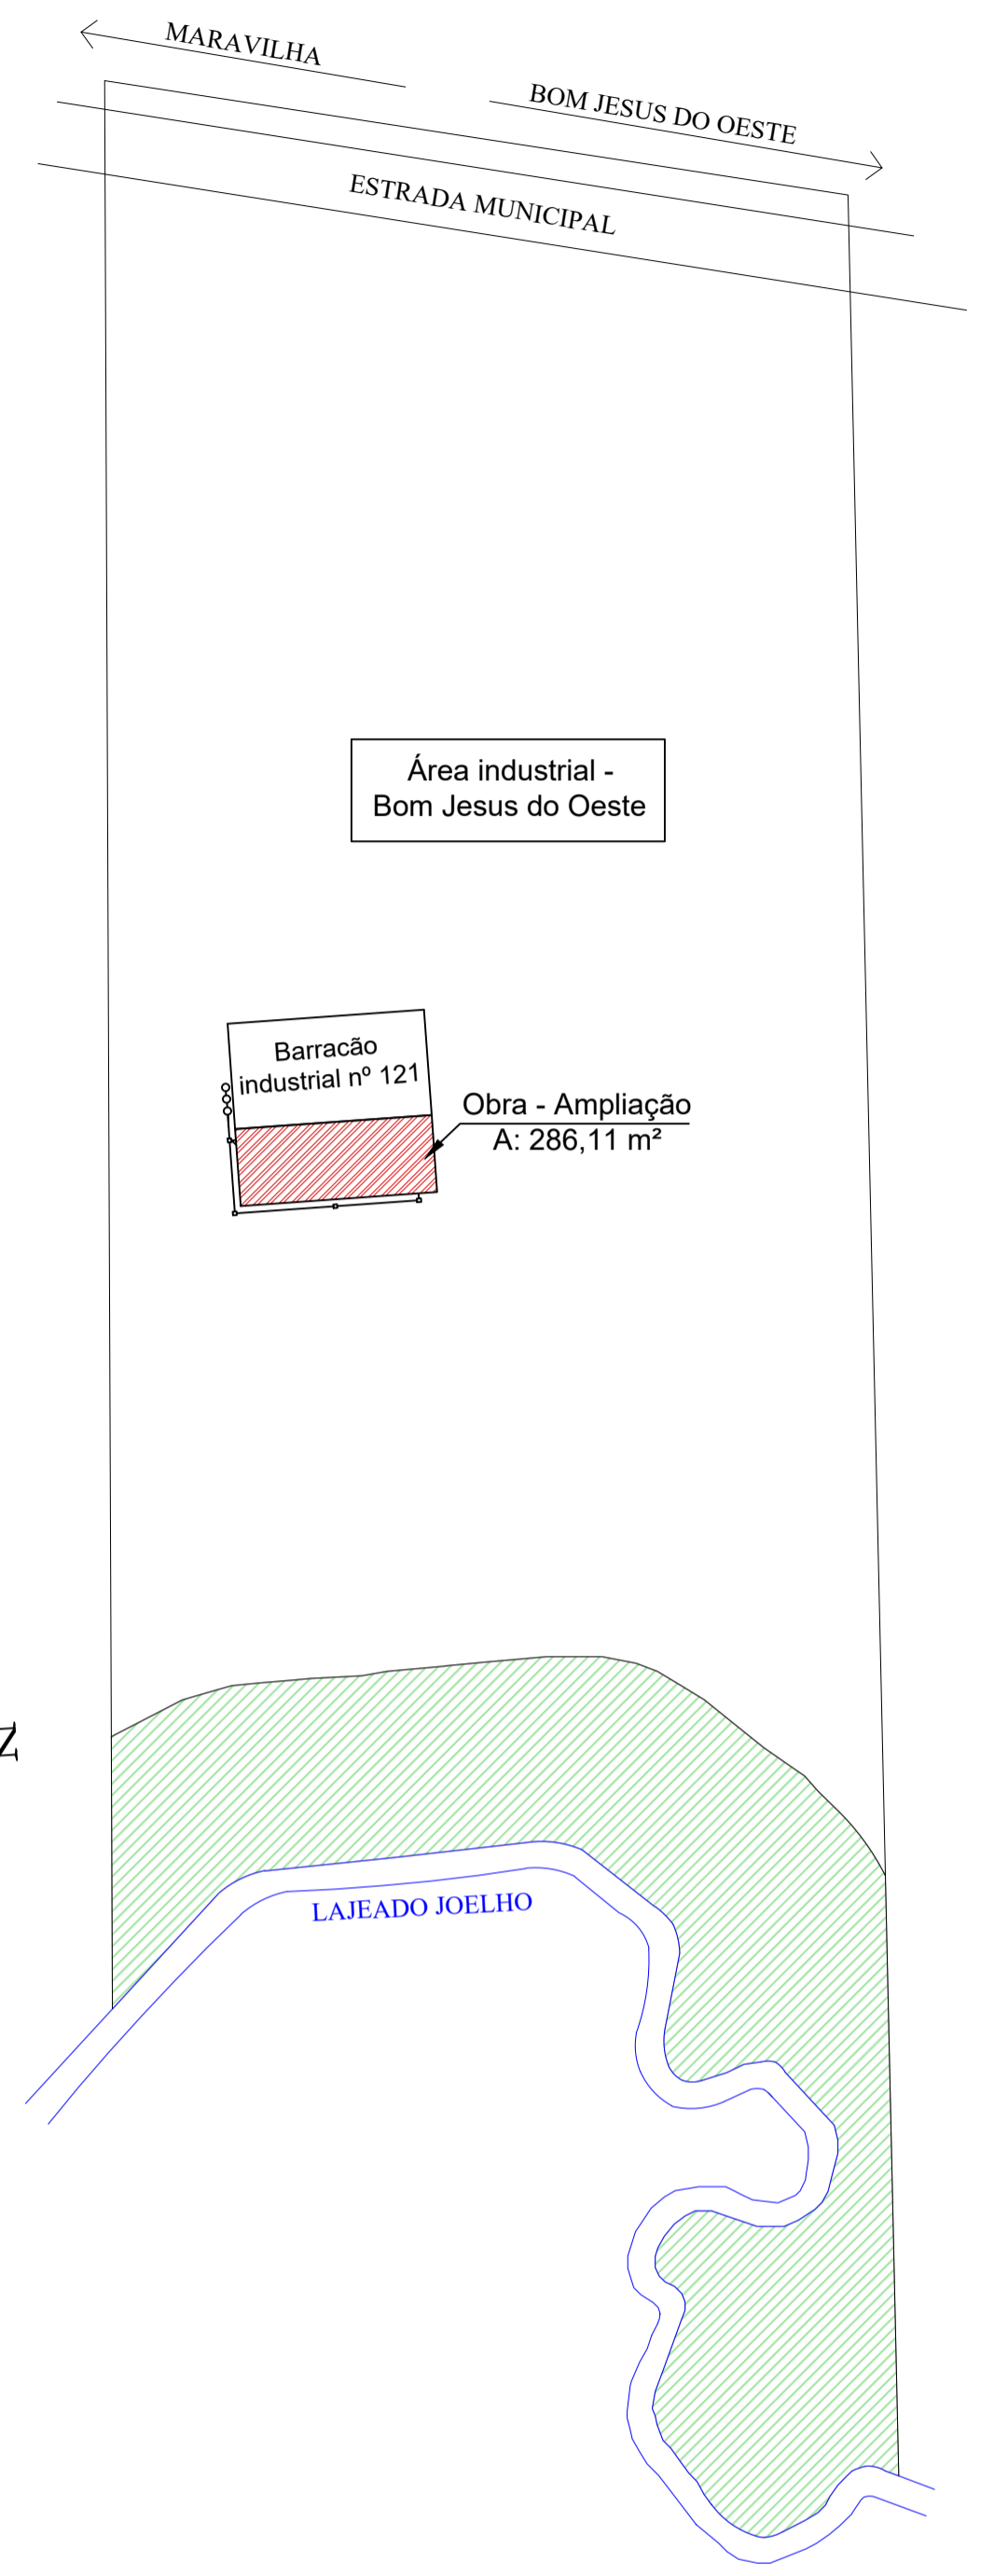 MARAVILHA
BOM JESUS DO OESTE
ESTRADA MUNICIPAL
Área industrial -
Bom Jesus do Oeste
Barracão
industrial nº 121
Obra - Ampliação
A: 286,11 m²
Z
LAJEADO JOELHO